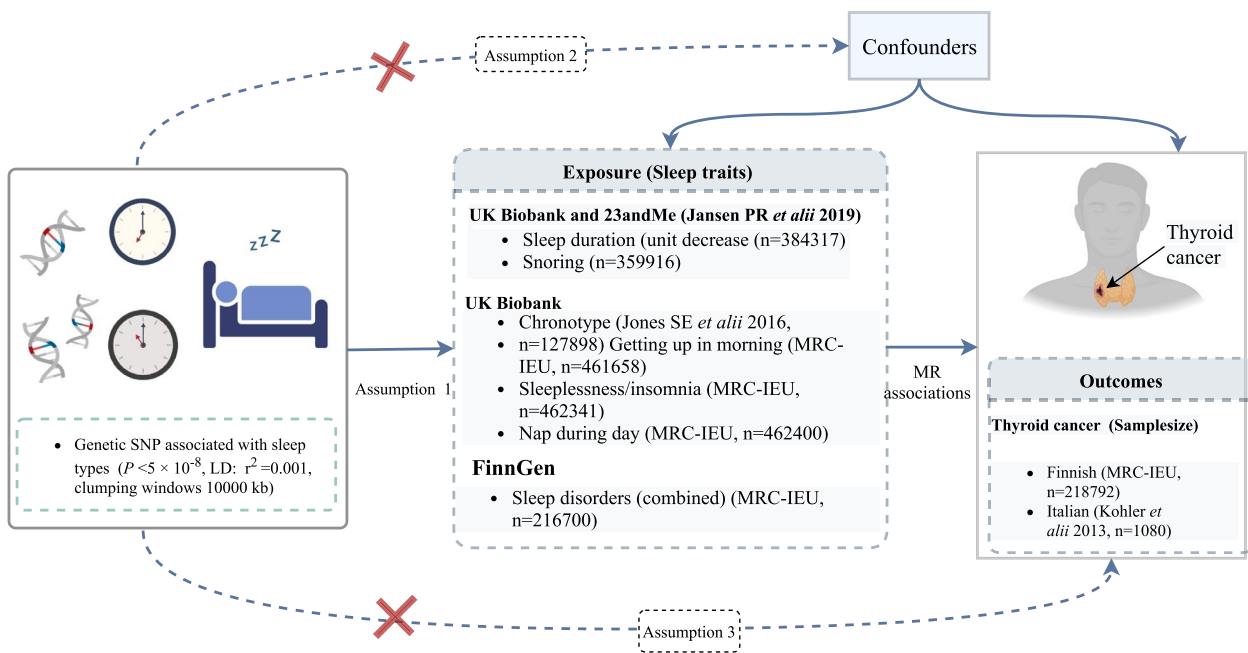 Assumption 2
Confounders
zzz
Genetic SNP associated with sleep
types (P <5 × 10⁻⁸, LD: r² =0.001,
clumping windows 10000 kb)
Assumption 1
Exposure (Sleep traits)
UK Biobank and 23andMe (Jansen PR et alii 2019)
• Sleep duration (unit decrease (n=384317)
• Snoring (n=359916)
UK Biobank
• Chronotype (Jones SE et alii 2016,
• n=127898) Getting up in morning (MRC-
IEU, n=461658)
• Sleeplessness/insomnia (MRC-IEU,
n=462341)
• Nap during day (MRC-IEU, n=462400)
FinnGen
• Sleep disorders (combined) (MRC-IEU,
n=216700)
MR
associations
Thyroid
cancer
Outcomes
Thyroid cancer (Samplesize)
• Finnish (MRC-IEU,
n=218792)
• Italian (Kohler et
alii 2013, n=1080)
Assumption 3